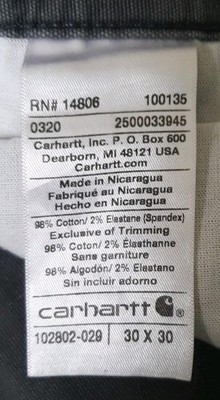 RN# 14806 100135
0320 2500033945
Carhartt, Inc. P. O. Box 600
Dearborn, MI 48121 USA
Carhartt.com
Made in Nicaragua
Fabriqué au Nicaragua
Hecho en Nicaragua
98% Cotton/ 2% Elastane (Spandex)
Exclusive of Trimming
98% Coton/ 2% Élasthanne
Sans garniture
98% Algodón/ 2% Elastano
Sin incluir adorno
carhartt ®
102802-029 30 X 30